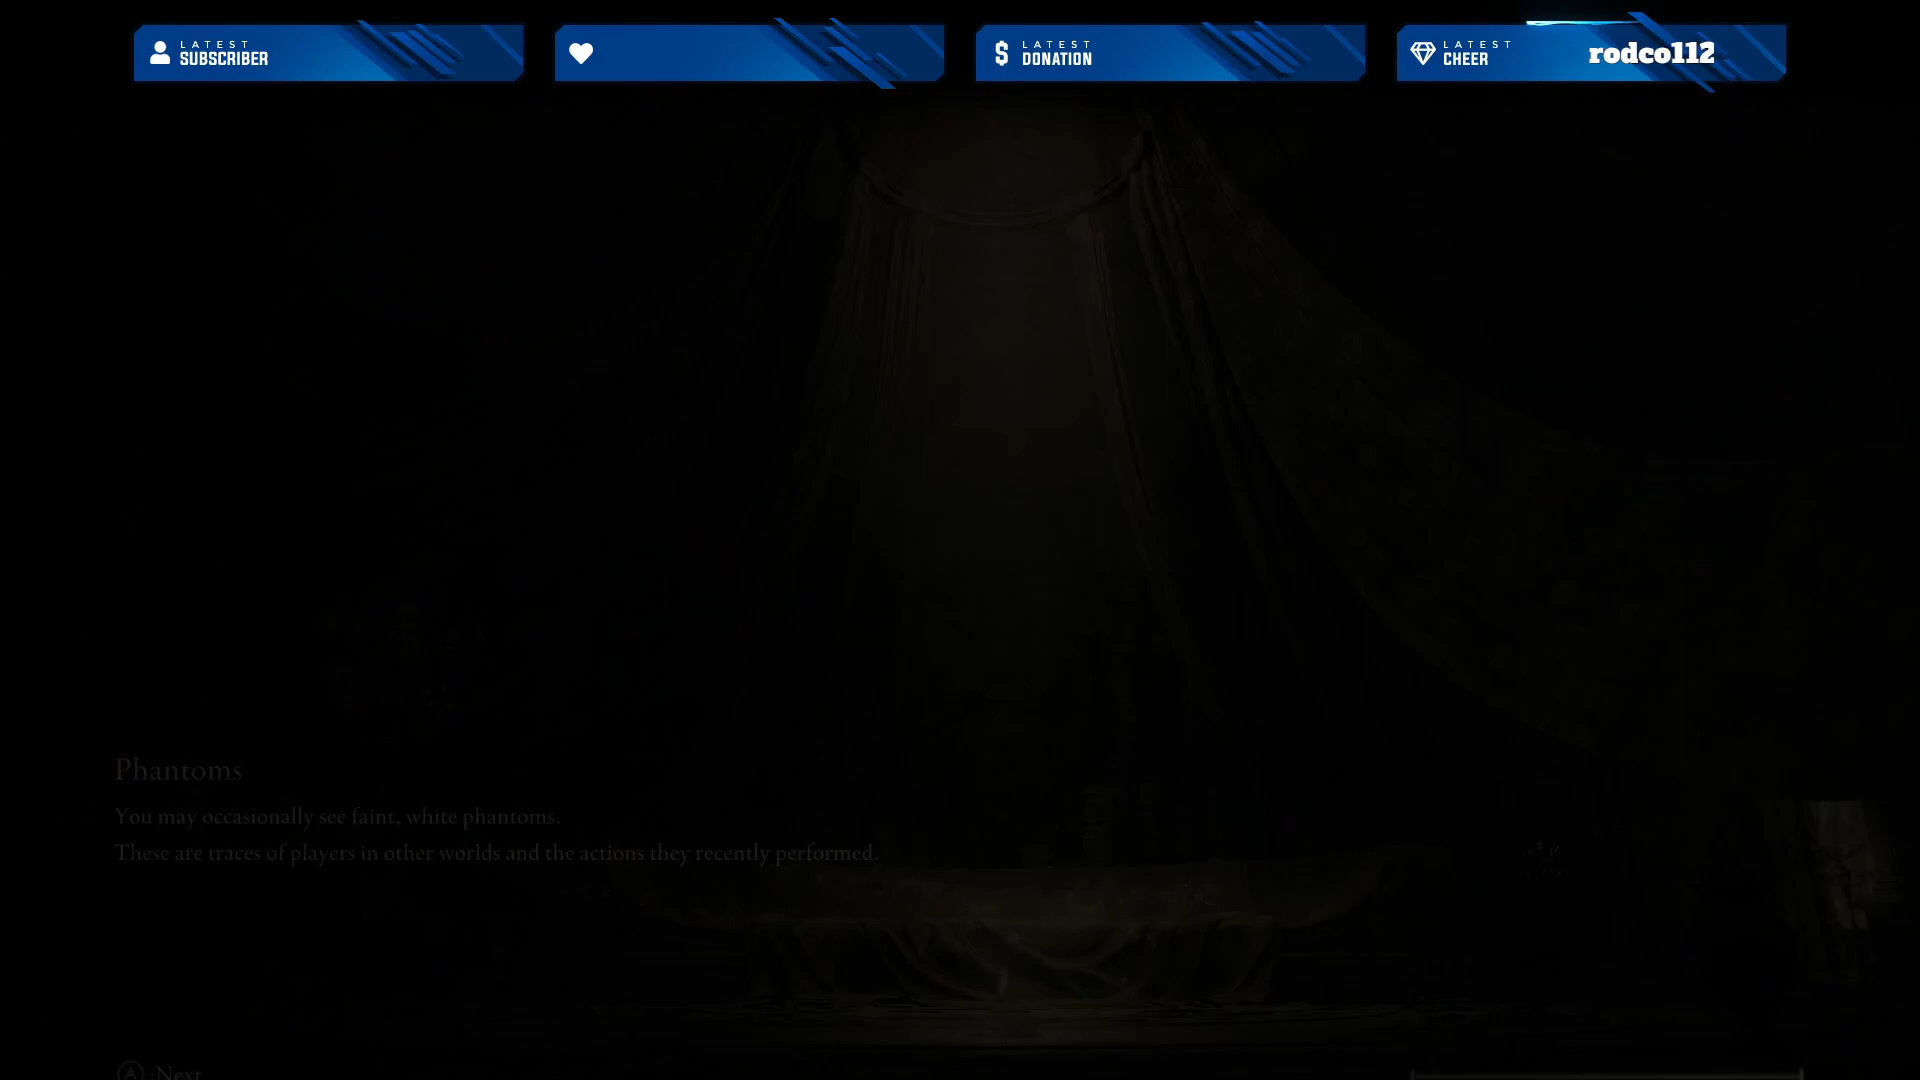 LATEST
SUBSCRIBER
LATEST
DONATION
LATEST
CHEER
rodco112
Phantoms
You may occasionally see faint, white phantoms.
These are traces of players in other worlds and the actions they recently performed.
A :Next